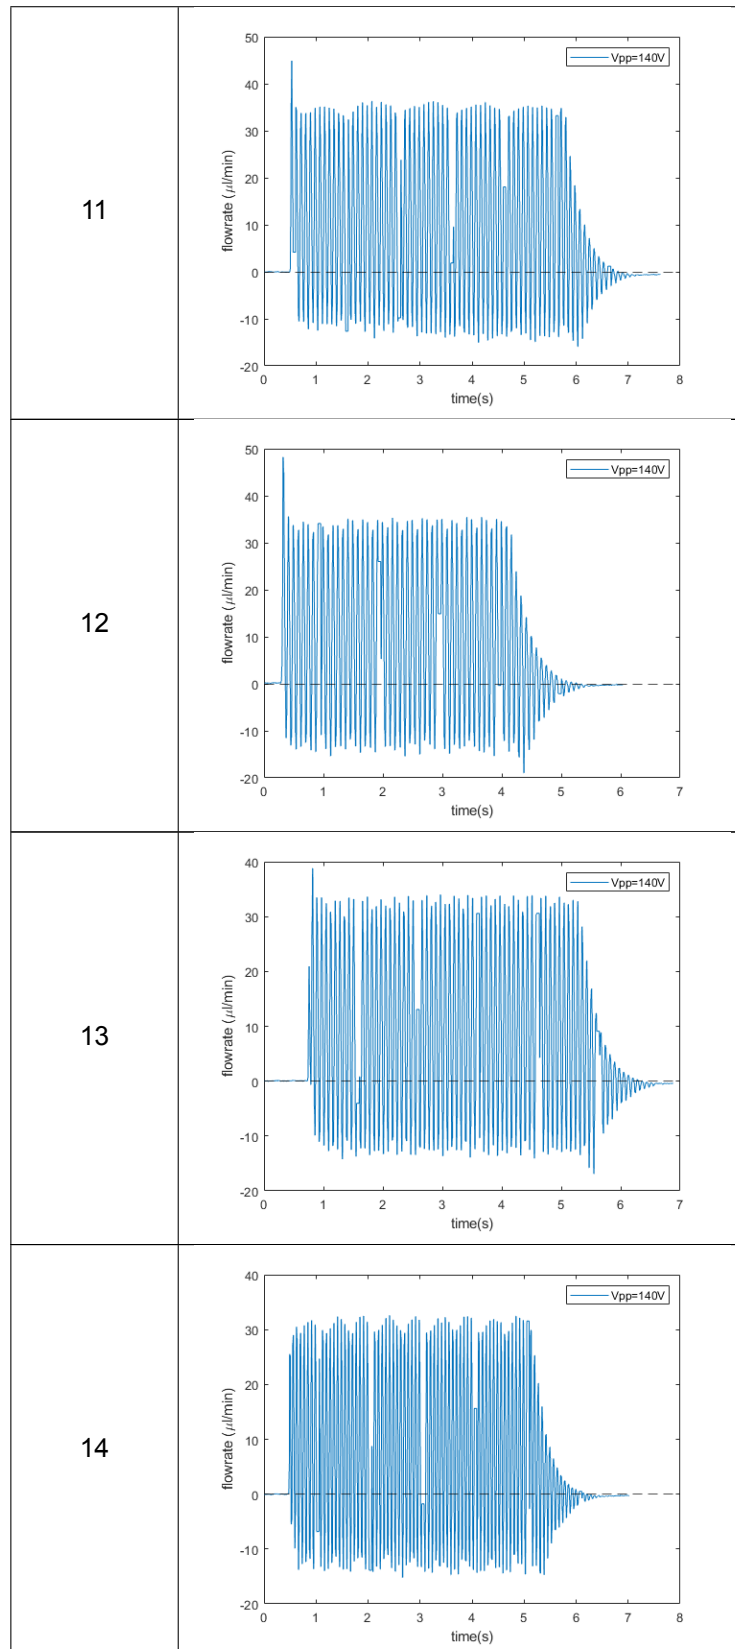 11
50
40
30
20
10
0
-10
-20
flowrate (μl/min)
Vpp=140V
0 1 2 3 4 5 6 7 8
time(s)
12
50
40
30
20
10
0
-10
-20
flowrate (μl/min)
Vpp=140V
0 1 2 3 4 5 6 7
time(s)
13
40
30
20
10
0
-10
-20
flowrate (μl/min)
Vpp=140V
0 1 2 3 4 5 6 7
time(s)
14
40
30
20
10
0
-10
-20
flowrate (μl/min)
Vpp=140V
0 1 2 3 4 5 6 7 8
time(s)